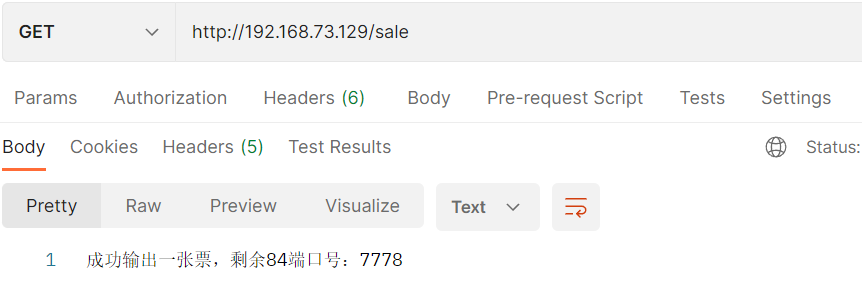 GET http://192.168.73.129/sale
Params Authorization Headers (6) Body Pre-request Script Tests Settings
Body Cookies Headers (5) Test Results Status:
Pretty Raw Preview Visualize Text
1 成功输出一张票，剩余84端口号：7778